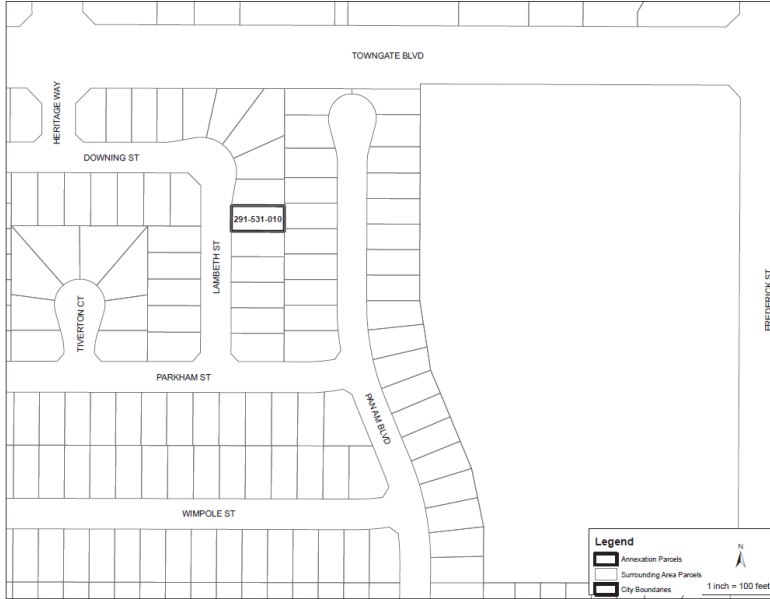 TOWNGATE BLVD
HERITAGE WAY
DOWNING ST
291-531-010
LAMBETH ST
FREDERICK ST
TIVERTON CT
PARKHAM ST
PAN AM BLVD
WIMPOLE ST
Legend
Annexation Parcels
Surrounding Area Parcels
City Boundaries
N
1 inch = 100 feet